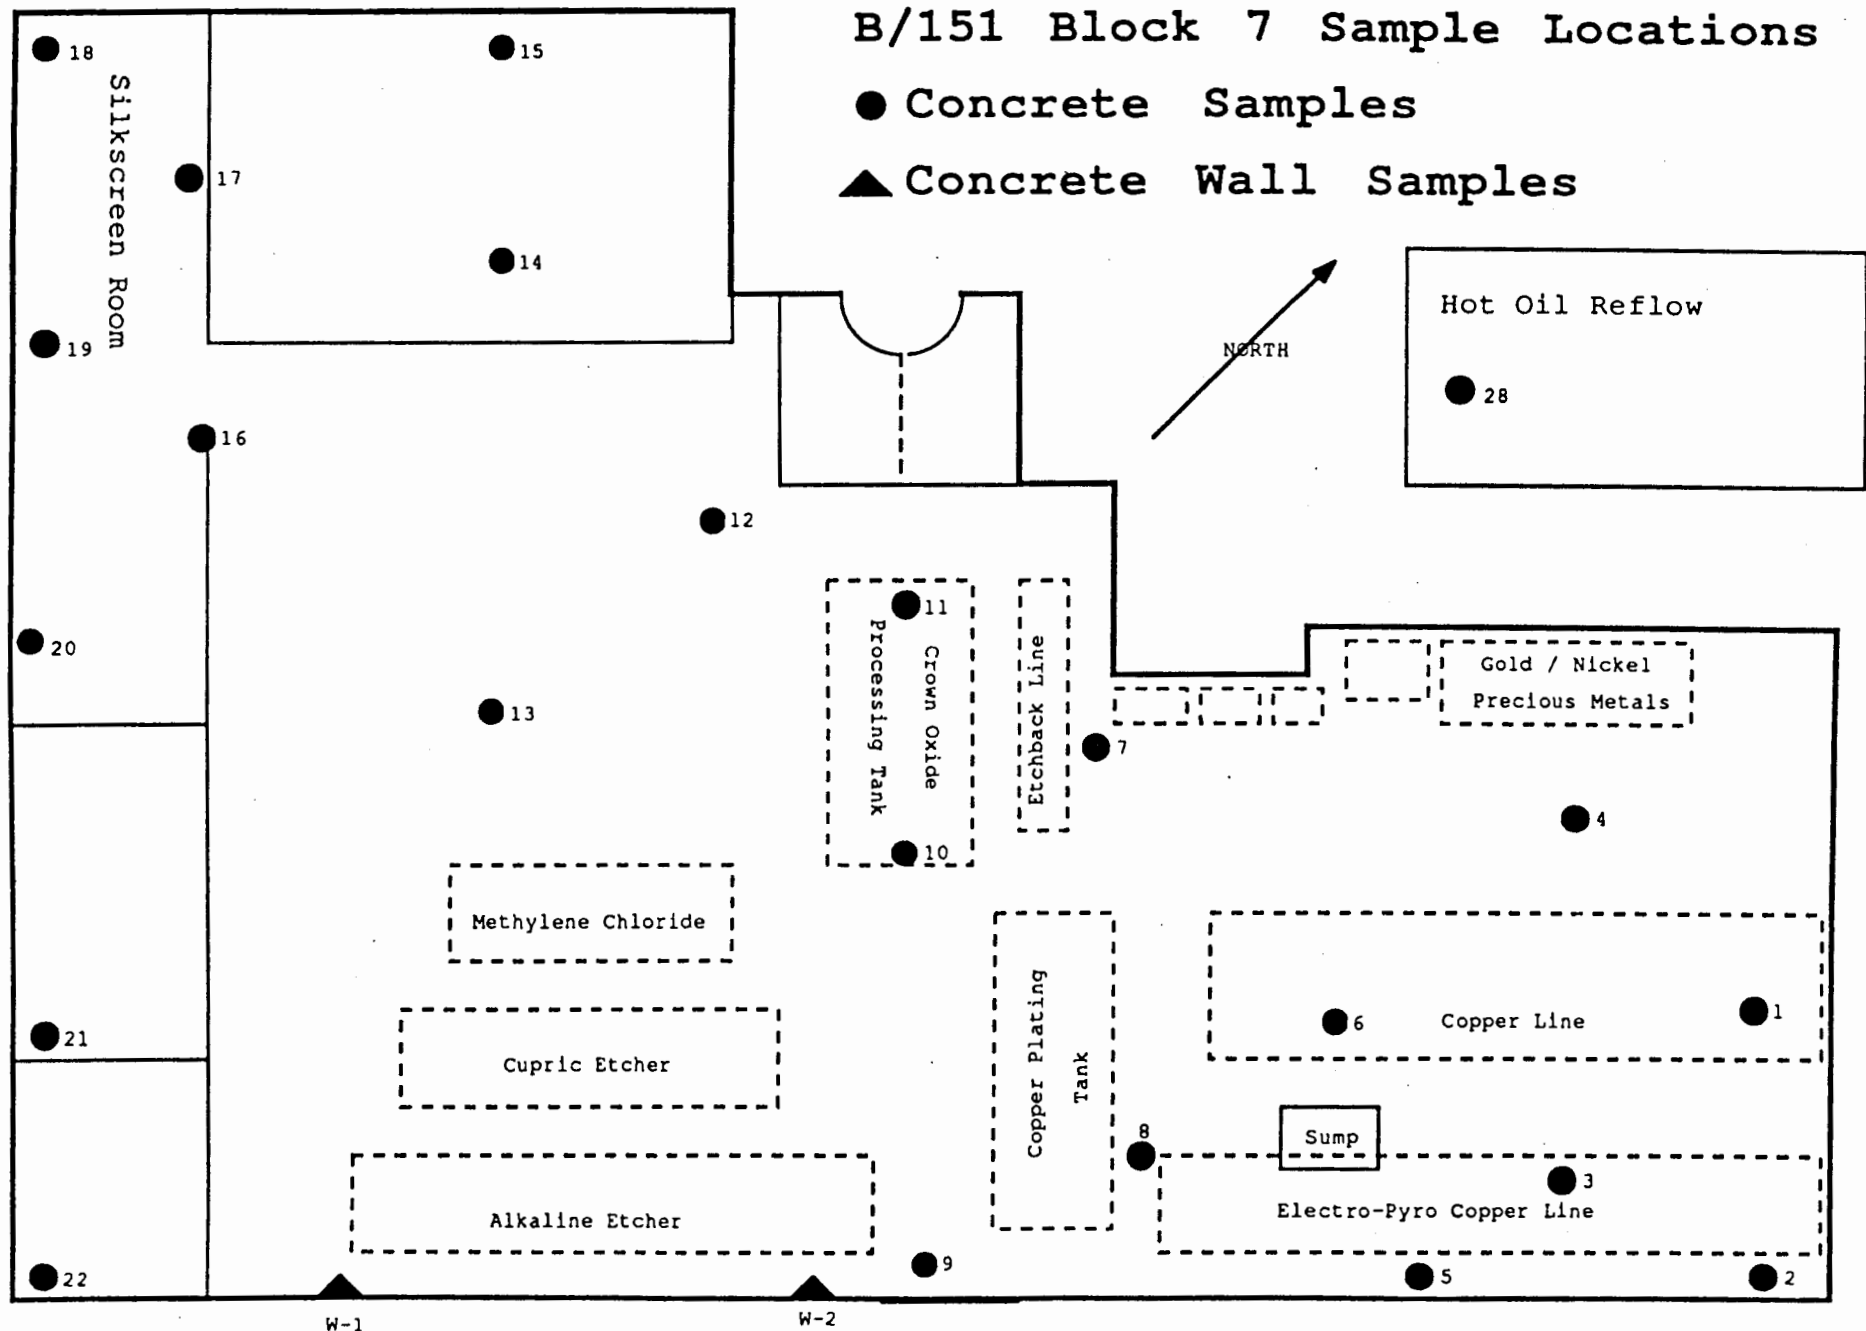 B/151 Block 7 Sample Locations
Concrete Samples
Concrete Wall Samples
18
15
Silkscreen Room
17
14
19
NORTH
Hot Oil Reflow
28
16
12
11
Crown Oxide
Processing Tank
Etchback Line
20
13
7
Gold / Nickel
Precious Metals
4
10
Methylene Chloride
Copper Plating
Tank
6
Copper Line
1
21
Cupric Etcher
8
Sump
3
Electro-Pyro Copper Line
Alkaline Etcher
9
22
5
2
W-1
W-2